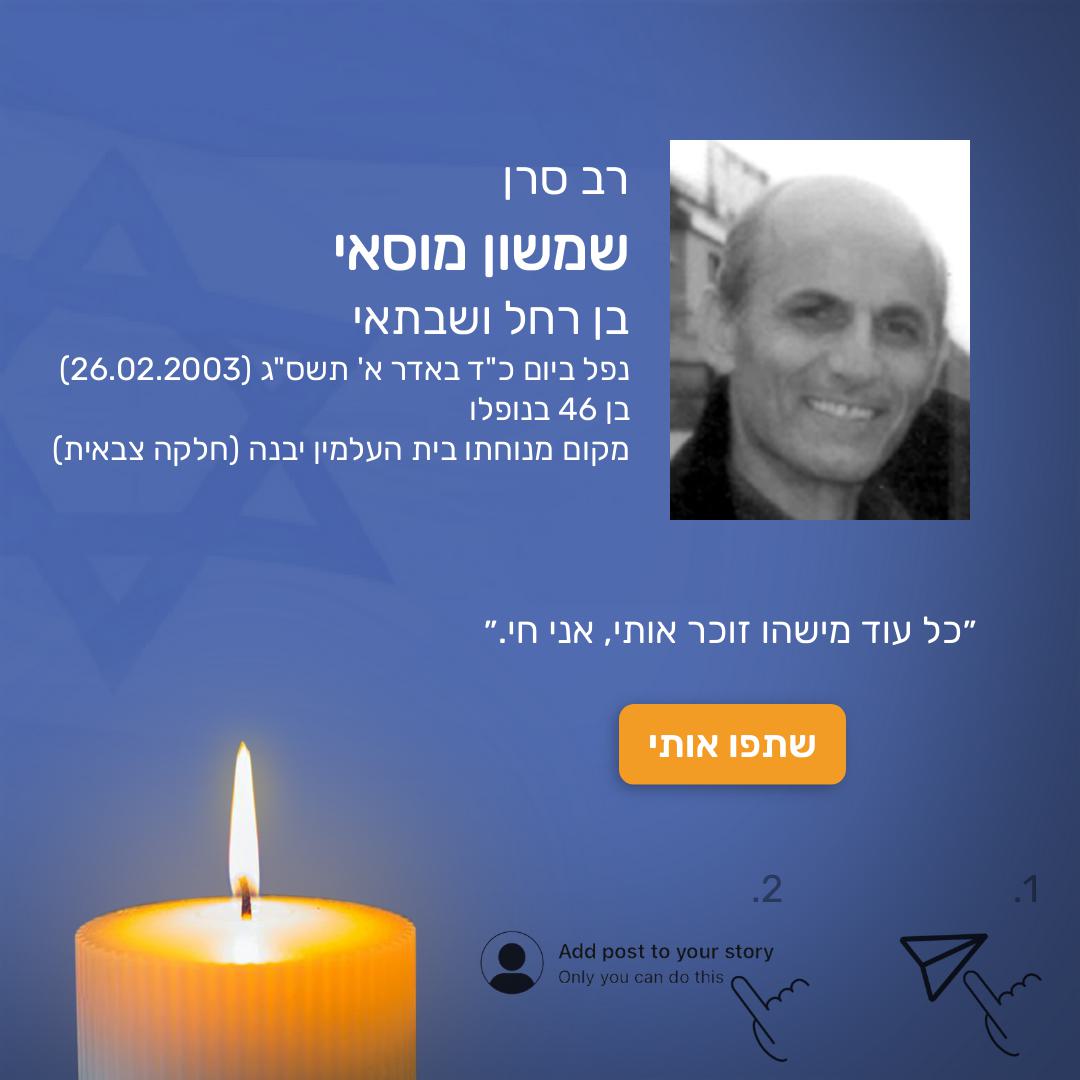 רב סרן
שמשון מוסאי
בן רחל ושבתאי
נפל ביום כ"ד באדר א' תשס"ג (26.02.2003)
בן 46 בנופלו
מקום מנוחתו בית העלמין יבנה (חלקה צבאית)
״כל עוד מישהו זוכר אותי, אני חי.״
שתפו אותי
1.
2.
Add post to your story
Only you can do this